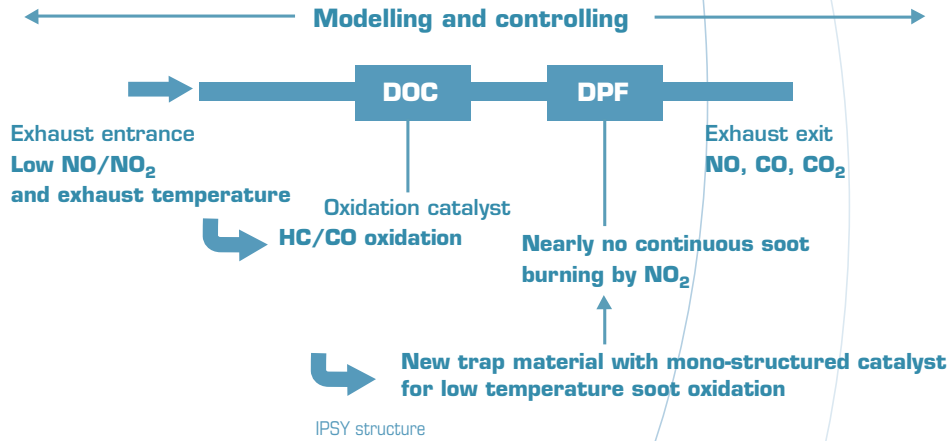 Modelling and controlling
DOC
DPF
Exhaust entrance
Low NO/NO₂
and exhaust temperature
Exhaust exit
NO, CO, CO₂
Oxidation catalyst
HC/CO oxidation
Nearly no continuous soot
burning by NO₂
New trap material with mono-structured catalyst
for low temperature soot oxidation
IPSY structure